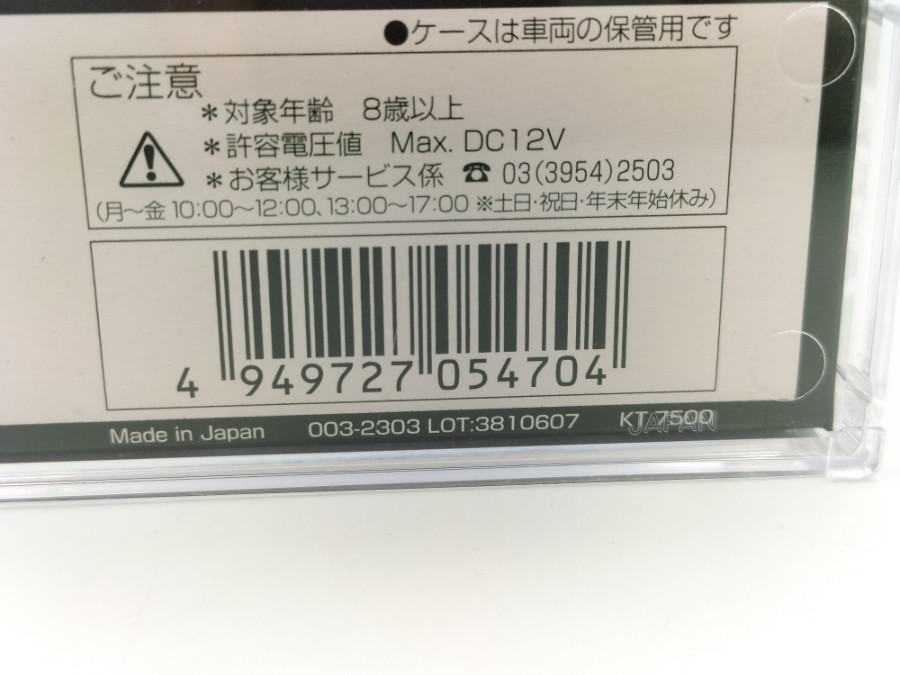 ●ケースは車両の保管用です
ご注意
＊対象年齢　8歳以上
＊許容電圧値　Max. DC12V
＊お客様サービス係 ☎ 03(3954)2503
(月〜金 10:00〜12:00、13:00〜17:00 ※土日・祝日・年末年始休み)
4 949727 054704
Made in Japan 003-2303 LOT:3810607 KT 7500
JAPAN